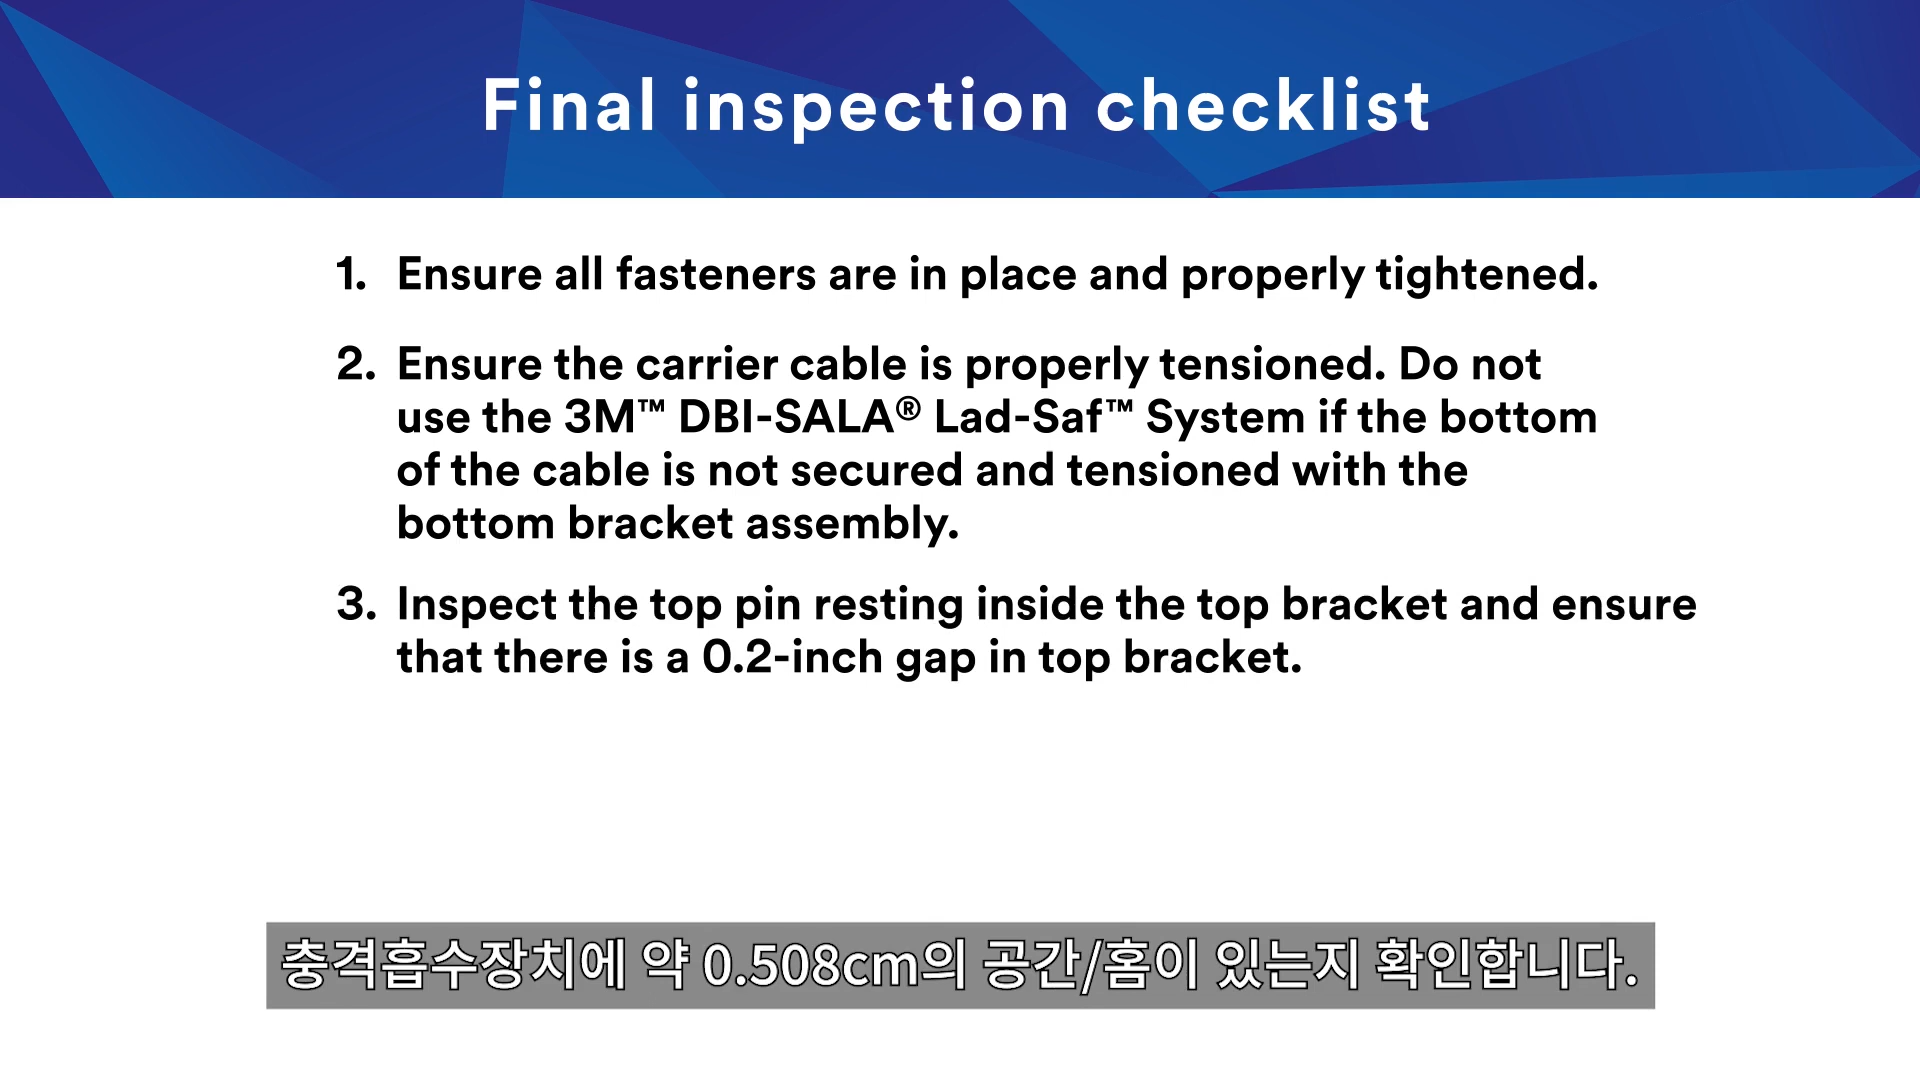 Final inspection checklist
1. Ensure all fasteners are in place and properly tightened.
2. Ensure the carrier cable is properly tensioned. Do not
use the 3M™ DBI-SALA® Lad-Saf™ System if the bottom
of the cable is not secured and tensioned with the
bottom bracket assembly.
3. Inspect the top pin resting inside the top bracket and ensure
that there is a 0.2-inch gap in top bracket.
충격흡수장치에 약 0.508cm의 공간/홈이 있는지 확인합니다.